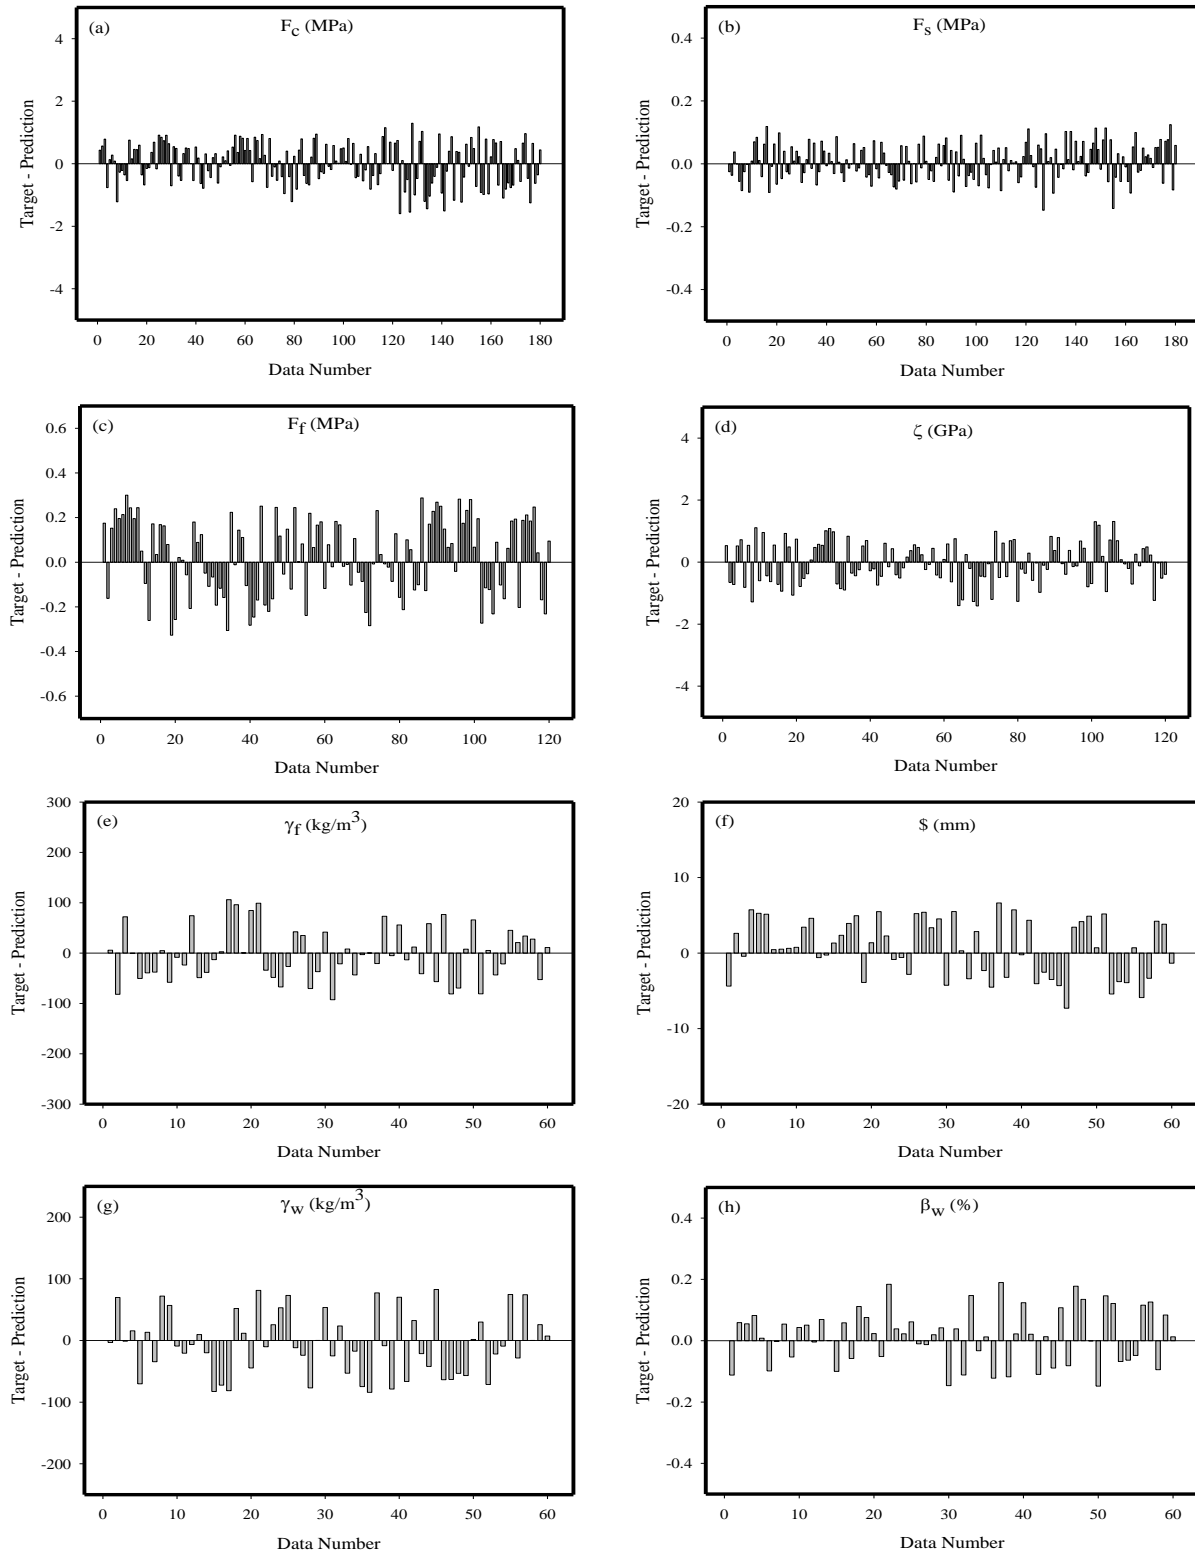 (a) F_c (MPa)
4
2
0
-2
-4
Target - Prediction
0 20 40 60 80 100 120 140 160 180
Data Number
(b) F_s (MPa)
0.4
0.2
0.0
-0.2
-0.4
Target - Prediction
0 20 40 60 80 100 120 140 160 180
Data Number
(c) F_f (MPa)
0.6
0.4
0.2
0.0
-0.2
-0.4
-0.6
Target - Prediction
0 20 40 60 80 100 120
Data Number
(d) ζ (GPa)
4
2
0
-2
-4
Target - Prediction
0 20 40 60 80 100 120
Data Number
(e) γ_f (kg/m³)
300
200
100
0
-100
-200
-300
Target - Prediction
0 10 20 30 40 50 60
Data Number
(f) $ (mm)
20
10
0
-10
-20
Target - Prediction
0 10 20 30 40 50 60
Data Number
(g) γ_w (kg/m³)
200
100
0
-100
-200
Target - Prediction
0 10 20 30 40 50 60
Data Number
(h) β_w (%)
0.4
0.2
0.0
-0.2
-0.4
Target - Prediction
0 10 20 30 40 50 60
Data Number